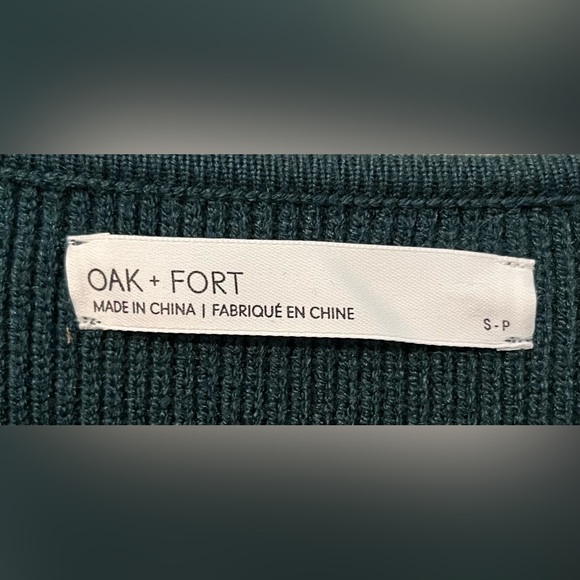 OAK + FORT
MADE IN CHINA | FABRIQUÉ EN CHINE
S-P